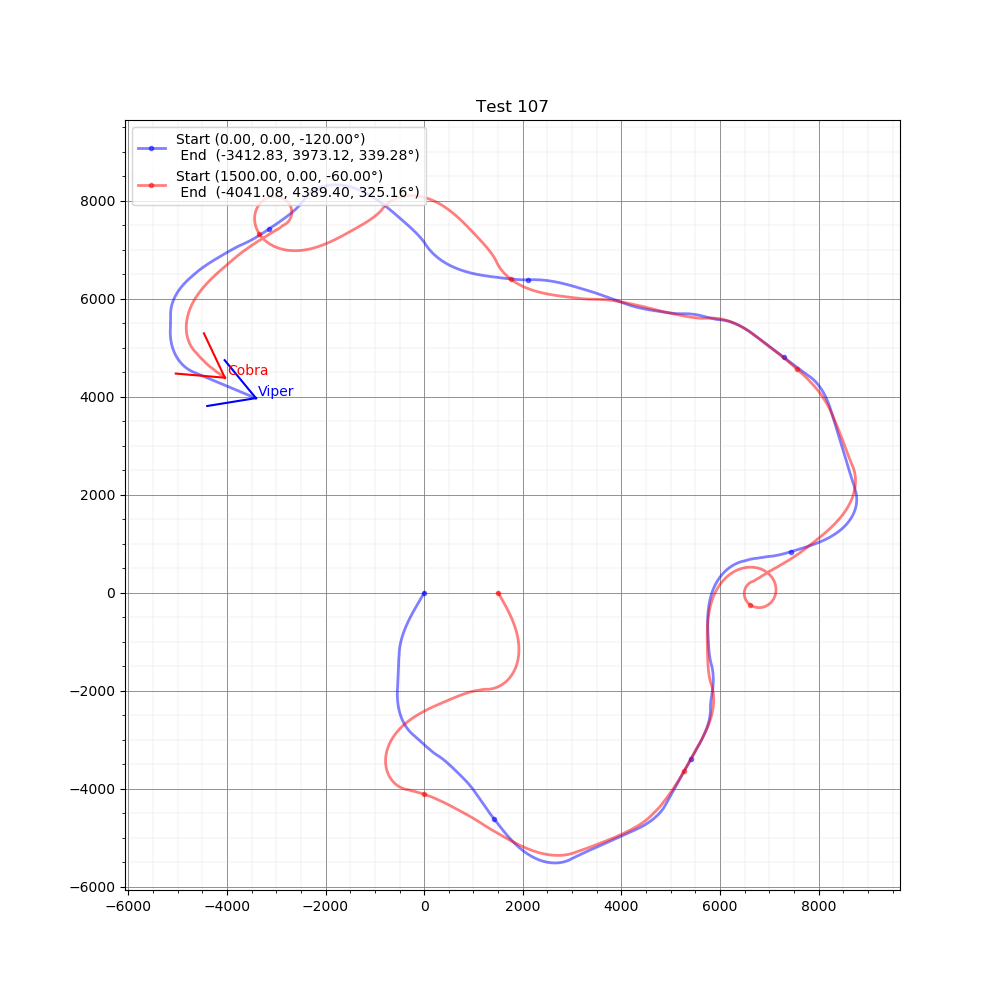 Test 107
Start (0.00, 0.00, -120.00°)
End (-3412.83, 3973.12, 339.28°)
Start (1500.00, 0.00, -60.00°)
End (-4041.08, 4389.40, 325.16°)
8000
6000
4000
2000
0
−2000
−4000
−6000
Cobra
Viper
−6000 −4000 −2000 0 2000 4000 6000 8000